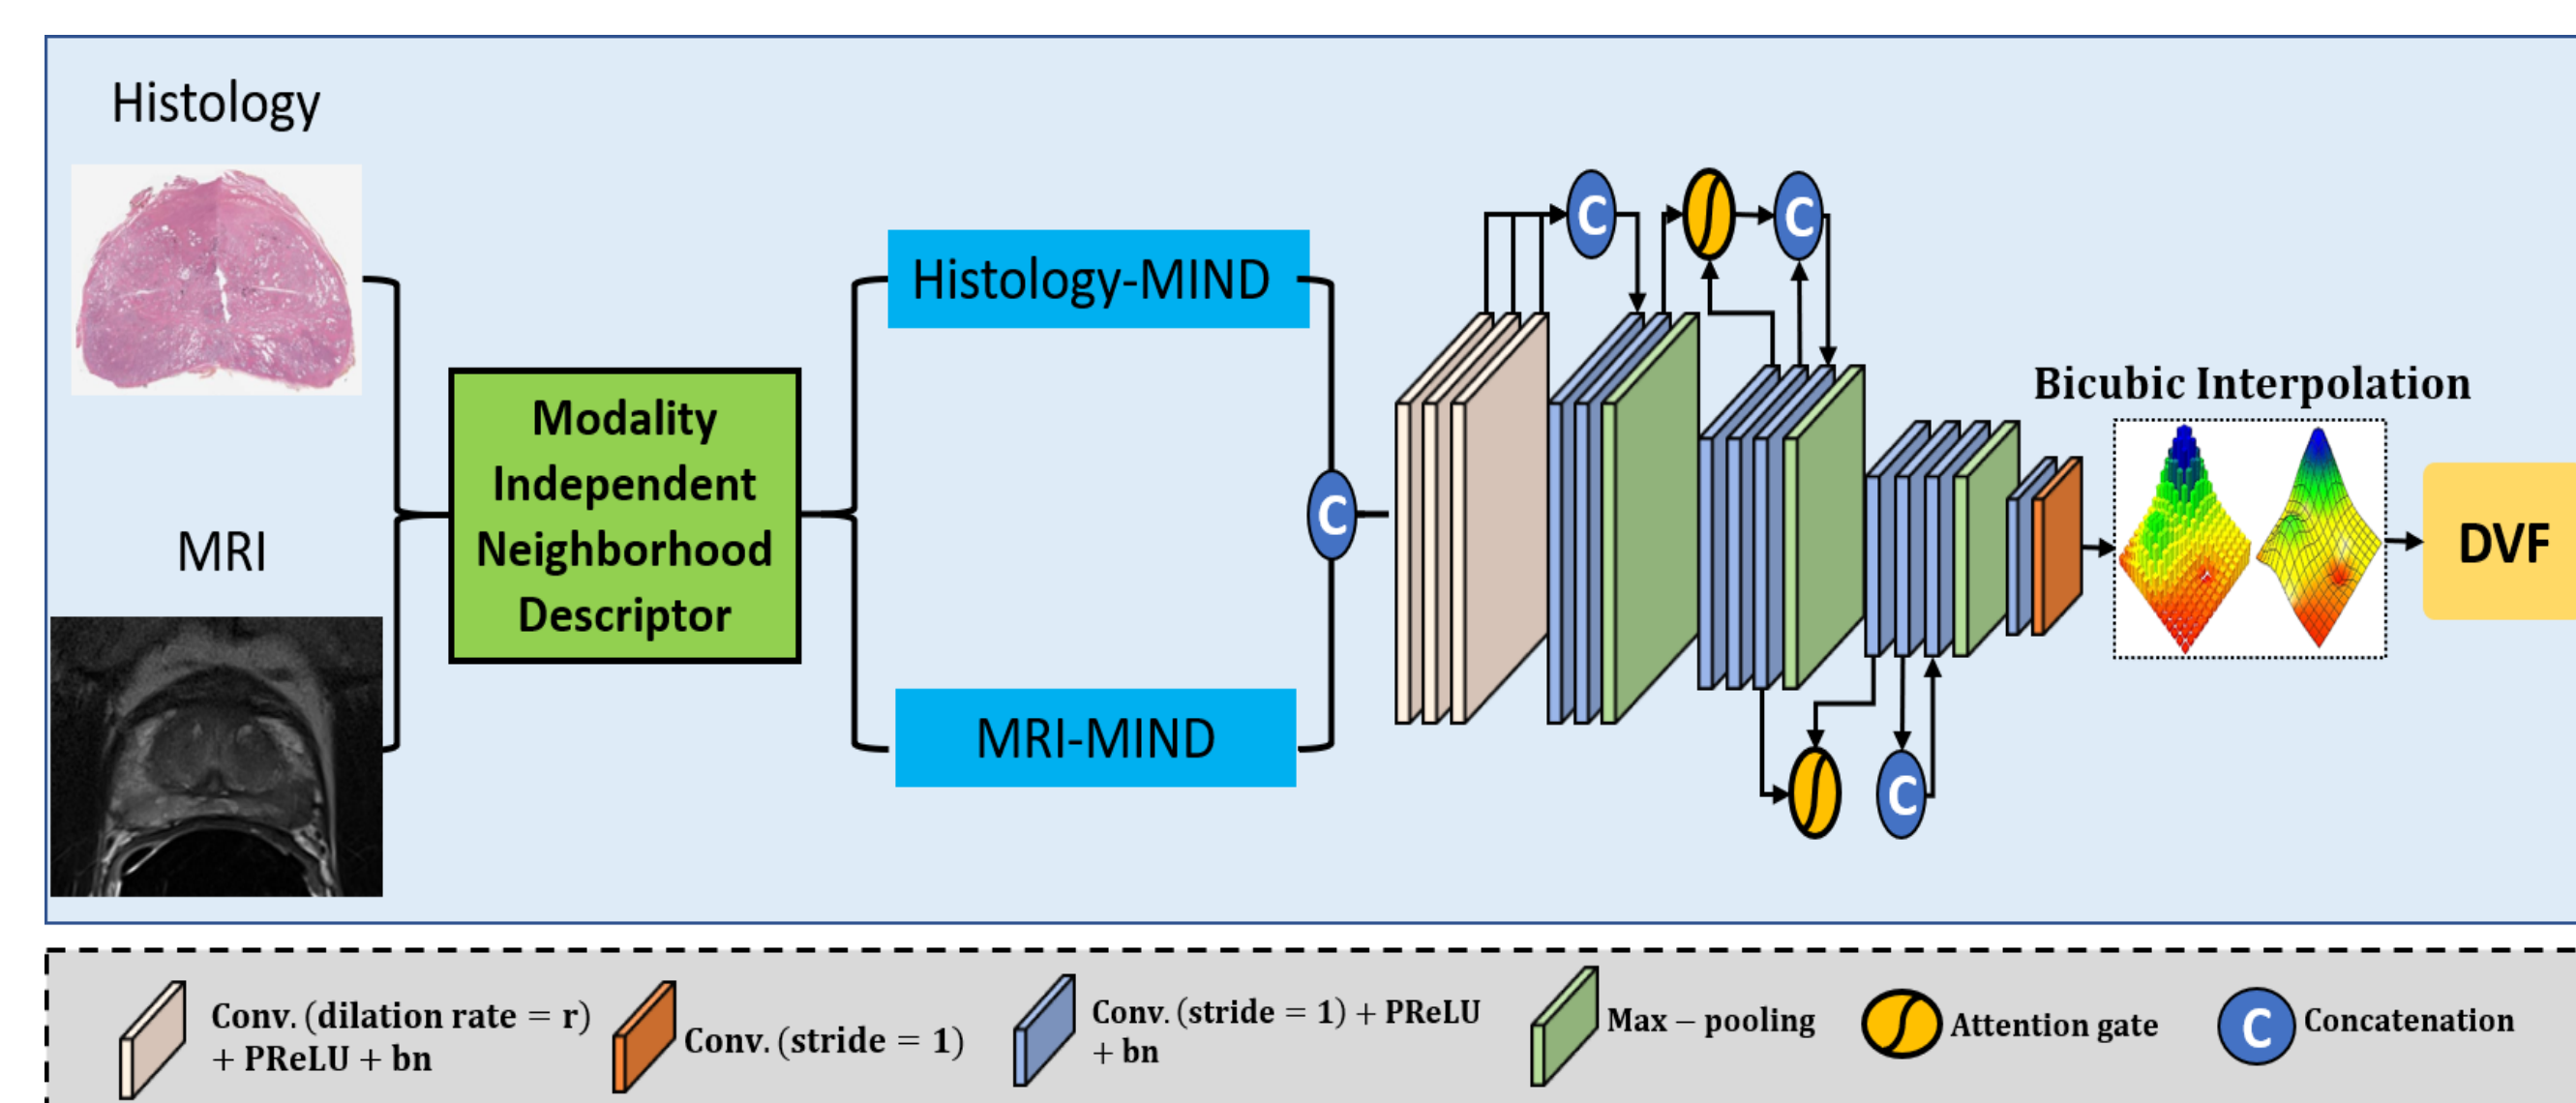 Histology
MRI
Modality
Independent
Neighborhood
Descriptor
Histology-MIND
MRI-MIND
C
C
C
C
Bicubic Interpolation
DVF
Conv. (dilation rate = r)
+ PReLU + bn
Conv. (stride = 1)
Conv. (stride = 1) + PReLU
+ bn
Max − pooling
Attention gate
C
Concatenation